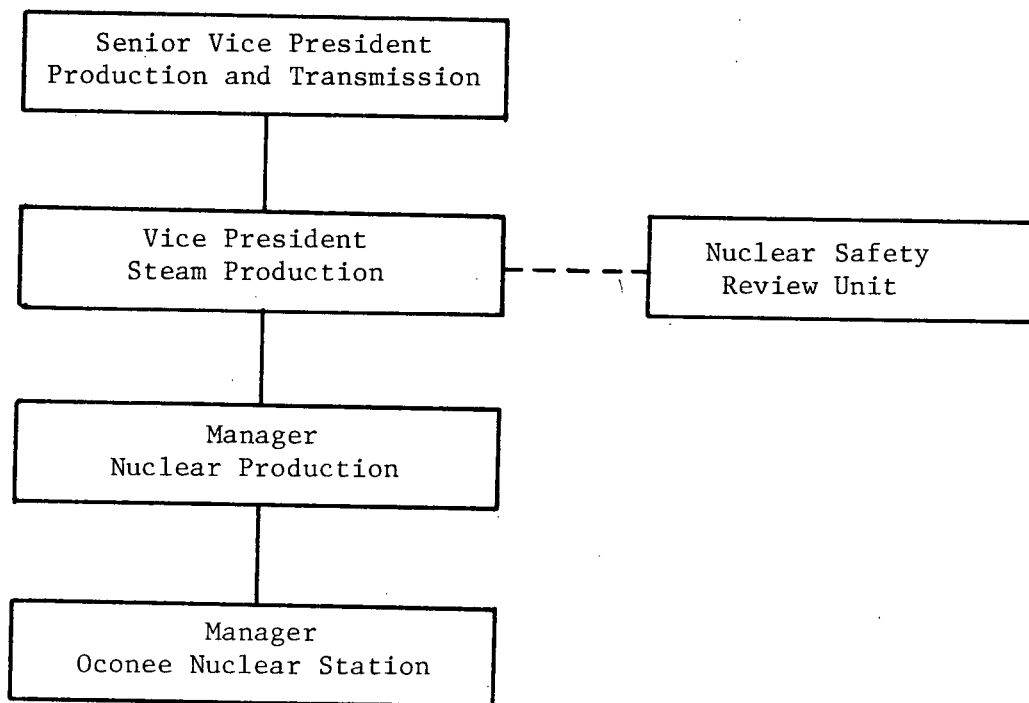 Senior Vice President
Production and Transmission
Vice President
Steam Production
Nuclear Safety
Review Unit
Manager
Nuclear Production
Manager
Oconee Nuclear Station